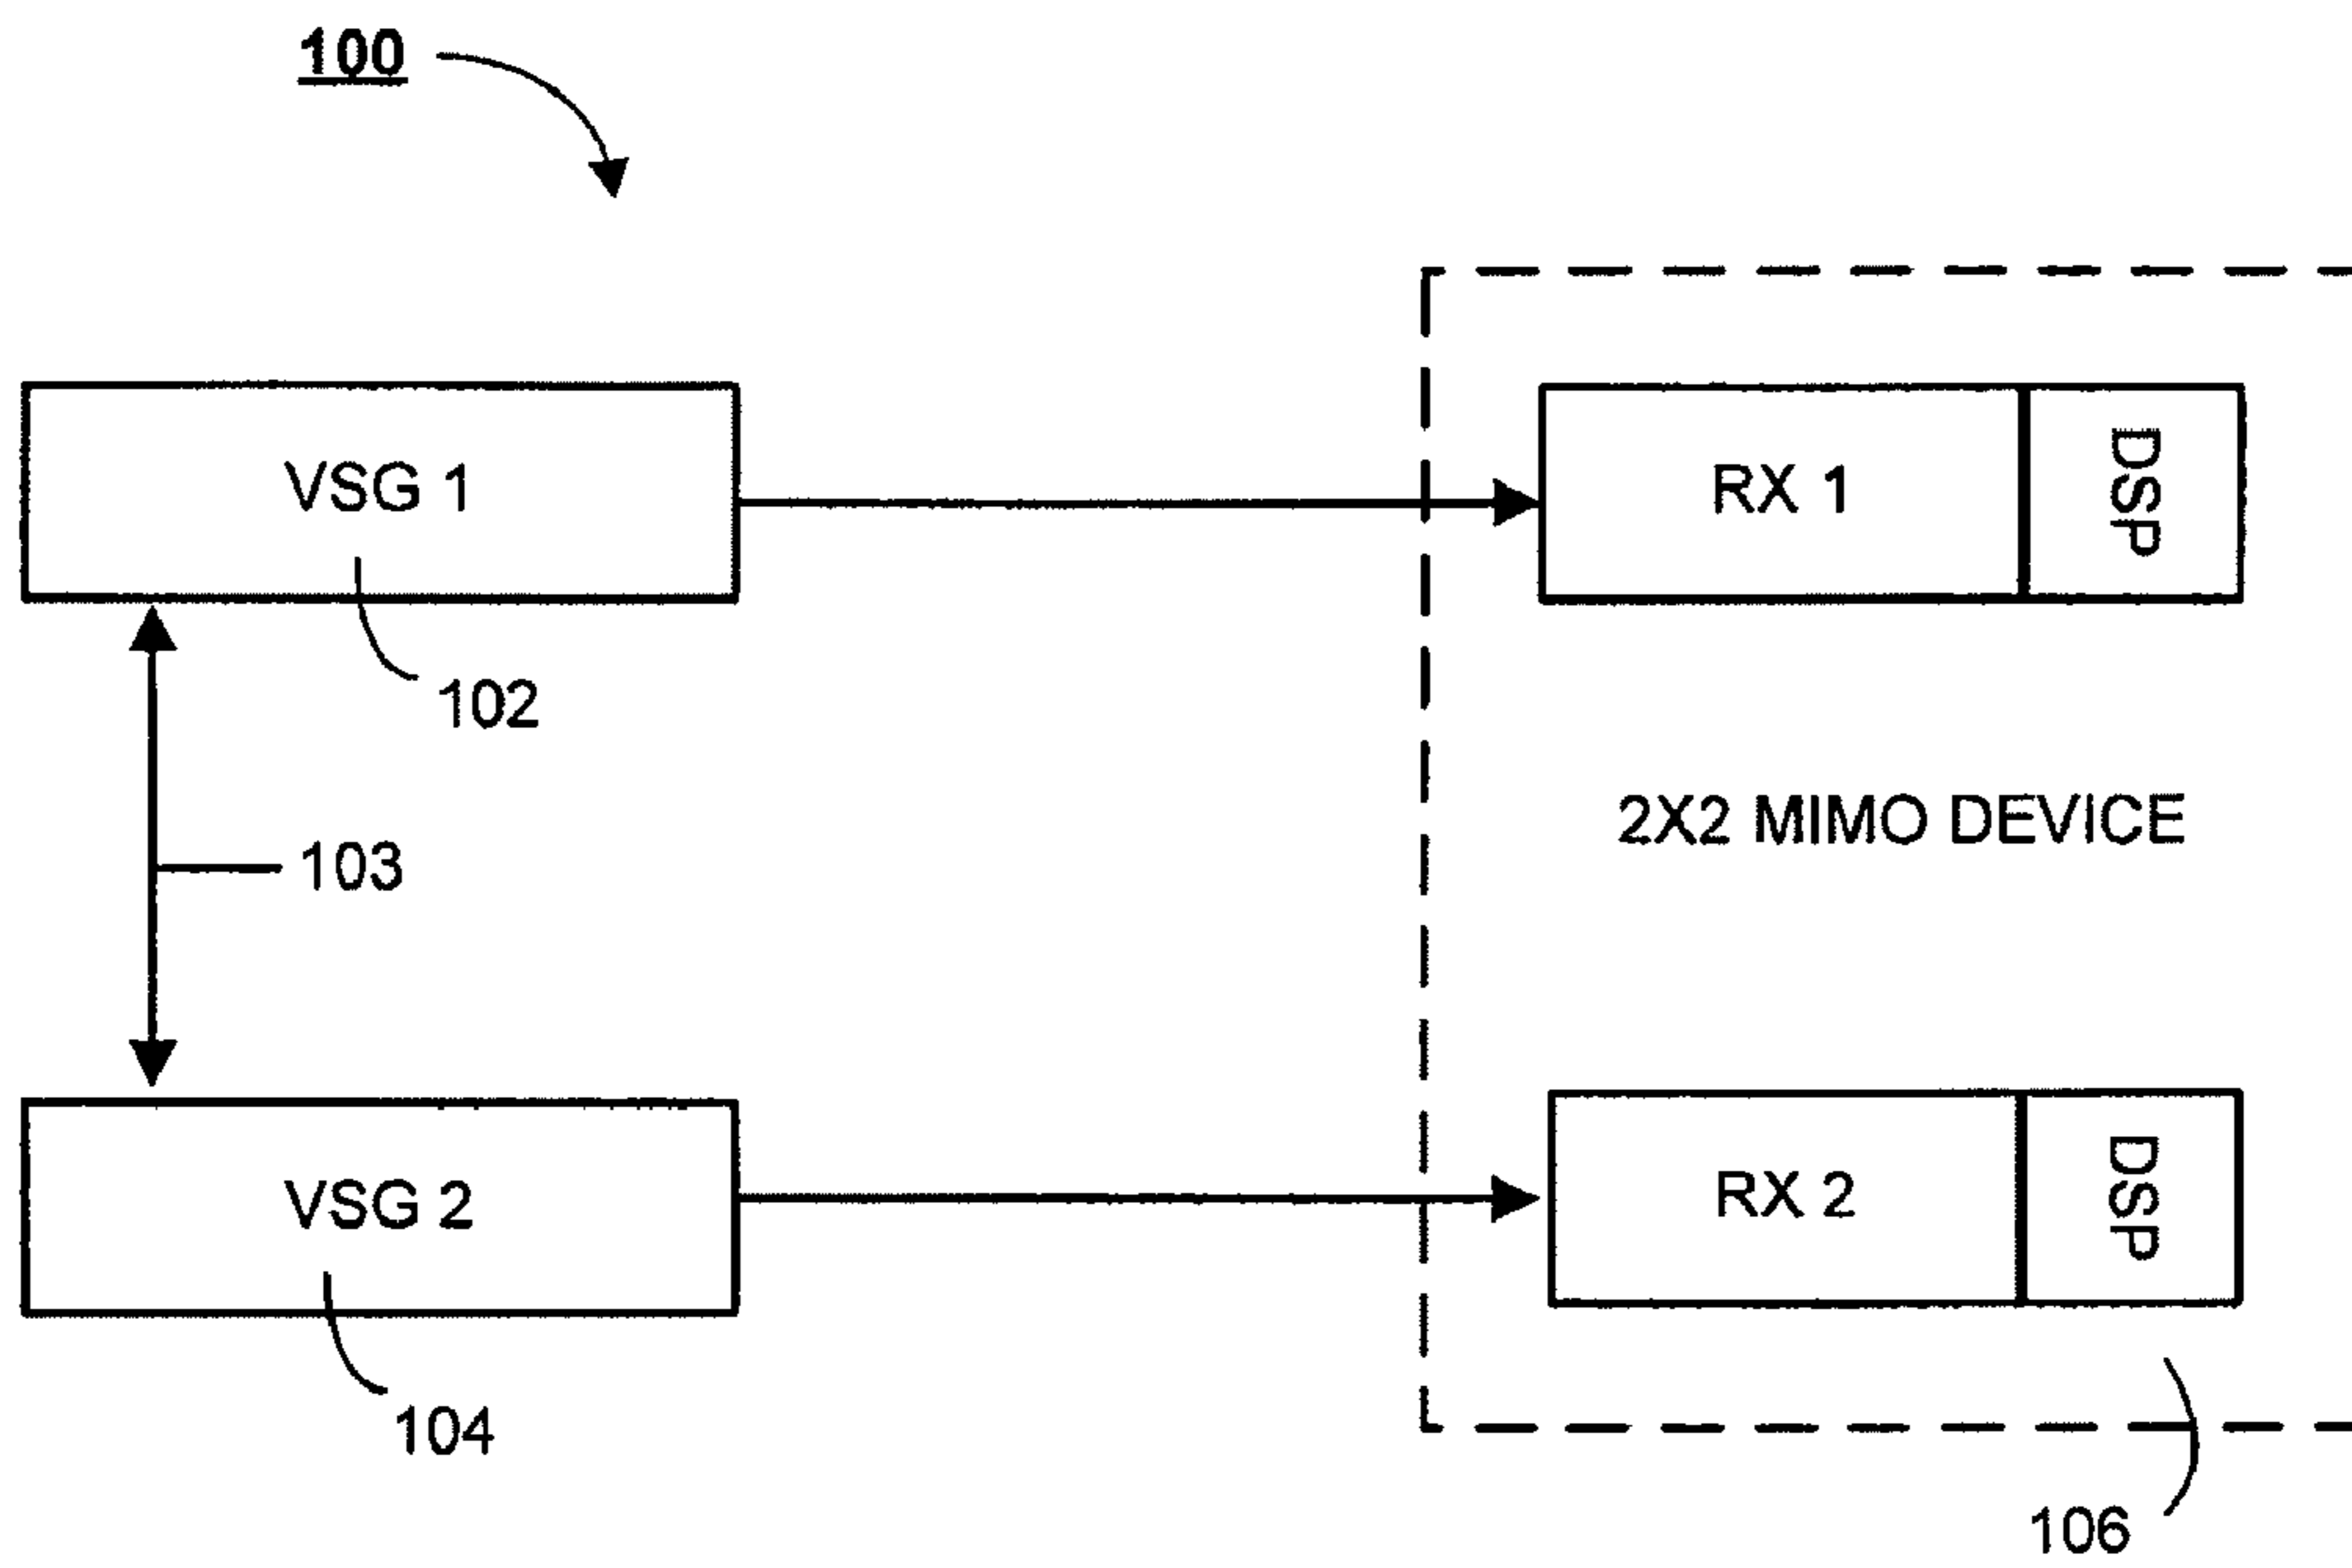 100
VSG 1
RX 1
DSP
102
2X2 MIMO DEVICE
103
VSG 2
RX 2
DSP
104
106